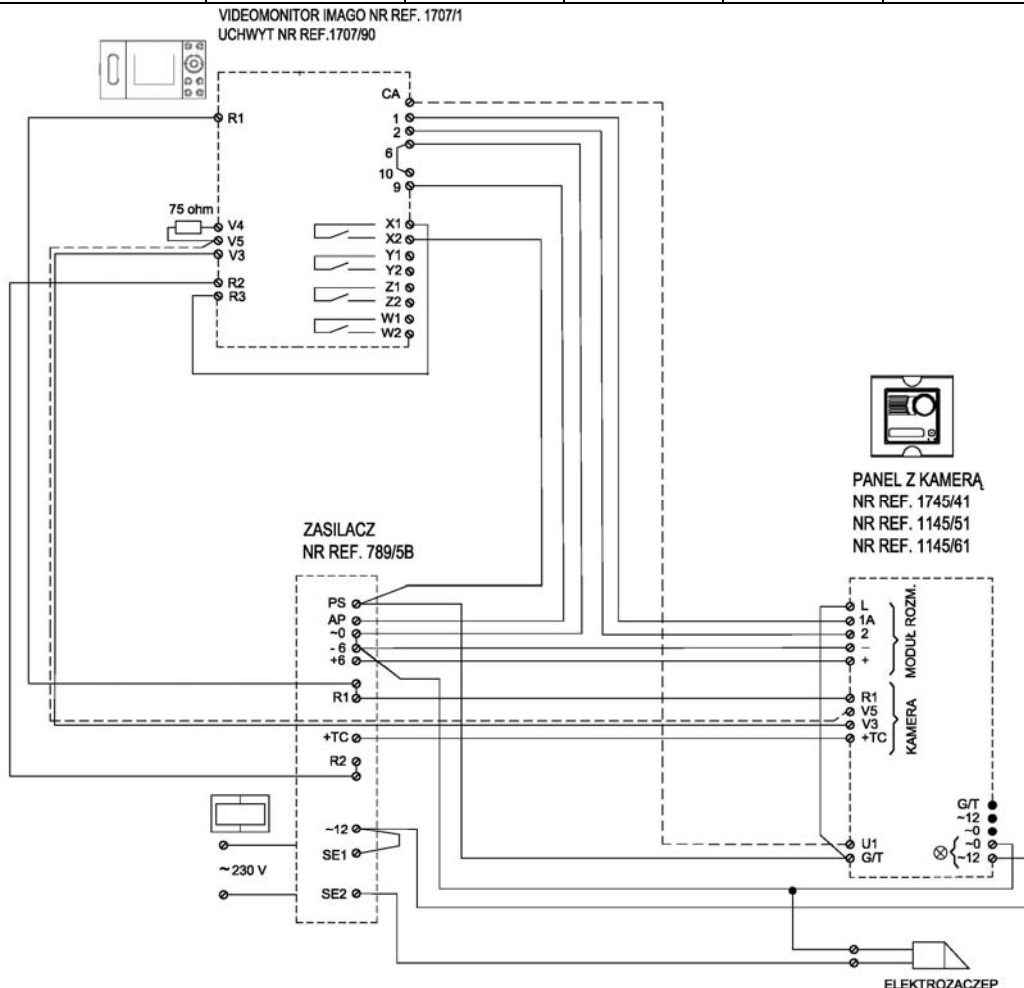 VIDEOMONITOR IMAGO NR REF. 1707/1
UCHWYT NR REF.1707/90
CA
R1
1
2
6
10
9
75 ohm
V4
V5
V3
R2
R3
X1
X2
Y1
Y2
Z1
Z2
W1
W2
PANEL Z KAMERĄ
NR REF. 1745/41
NR REF. 1145/51
NR REF. 1145/61
ZASILACZ
NR REF. 789/5B
PS
AP
~0
- 6
+6
R1
+TC
R2
~12
SE1
SE2
~230 V
L
1A
2
–
+
MODUŁ ROZM.
R1
V5
V3
+TC
KAMERA
G/T
~12
~0
~0
~12
U1
G/T
ELEKTROZACZEP